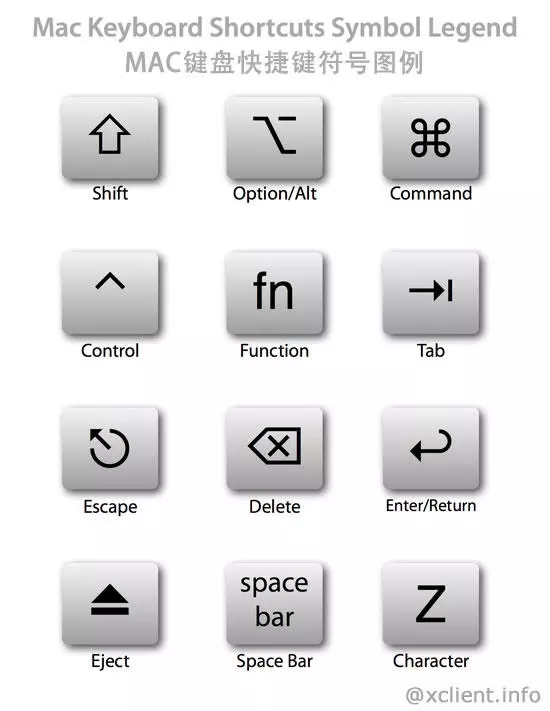 Mac Keyboard Shortcuts Symbol Legend
MAC键盘快捷键符号图例
⇧ ⌥ ⌘
Shift Option/Alt Command
^ fn ⇥
Control Function Tab
⎋ ⌫ ↩
Escape Delete Enter/Return
⏏ space bar Z
Eject Space Bar Character
@xclient.info